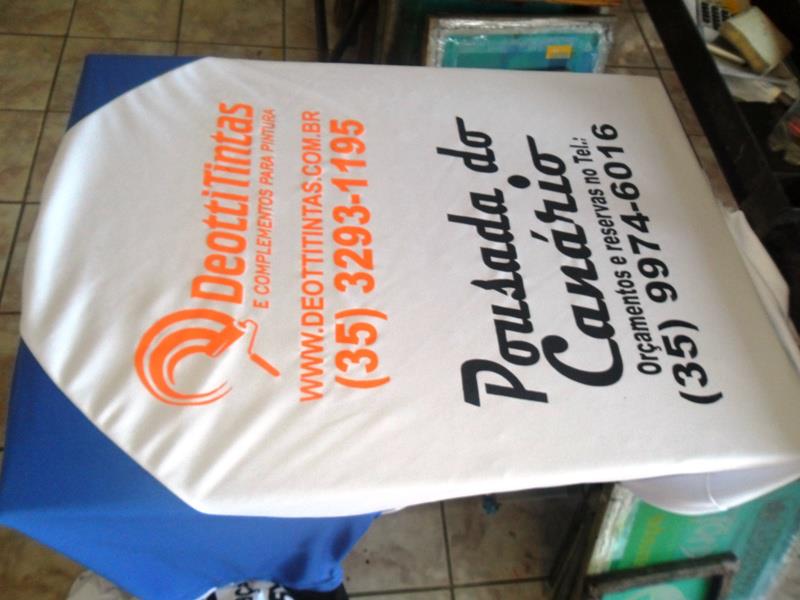 DeottiTintas
E COMPLEMENTOS PARA PINTURA
WWW.DEOTTITINTAS.COM.BR
(35) 3293-1195
Pousada do
Canário
Orçamentos e reservas no Tel.:
(35) 9974-6016